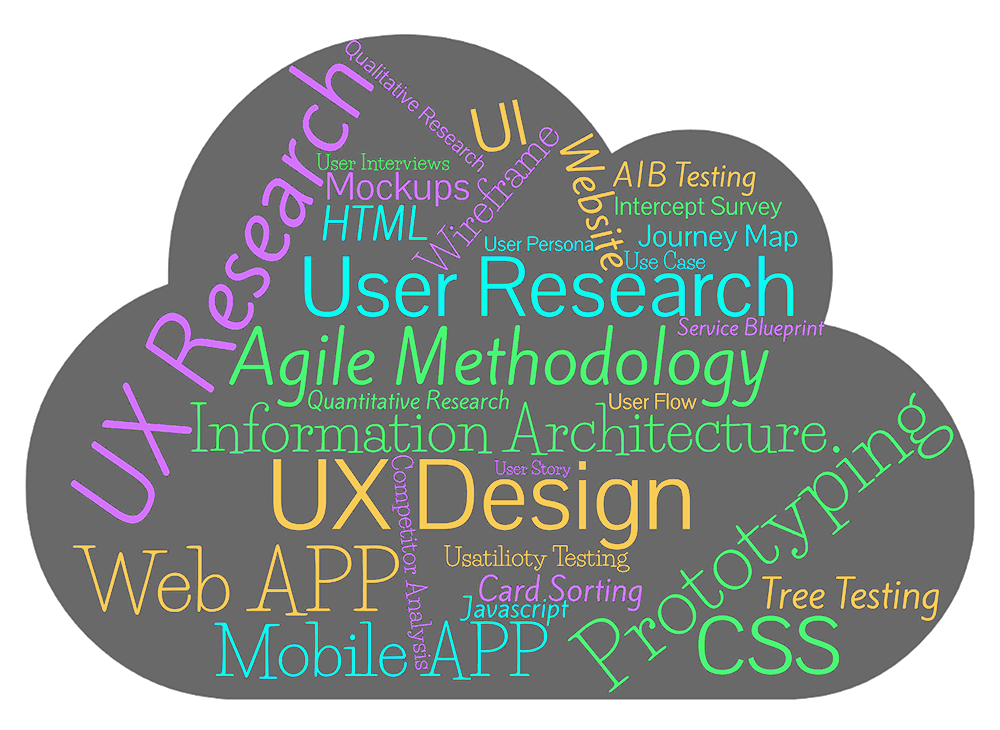 Qualitative Research
UI
UX Research
User Interviews
Mockups
Wireframe
Website
A/B Testing
HTML
Intercept Survey
User Persona
Journey Map
Use Case
User Research
Service Blueprint
Agile Methodology
Quantitative Research
User Flow
Information Architecture.
Prototyping
UX Design
User Story
Competitor Analysis
Web APP
Usatilioty Testing
Card Sorting
Tree Testing
Javascript
Mobile APP
CSS